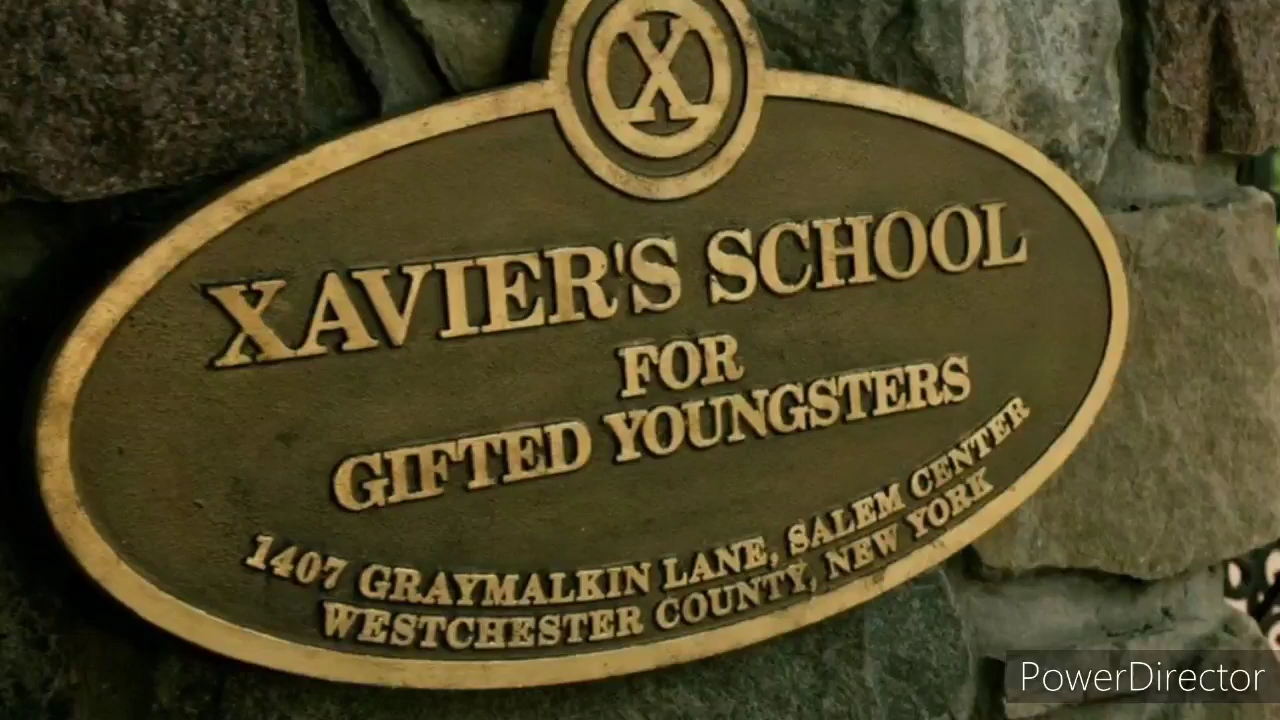 X
XAVIER'S SCHOOL
FOR
GIFTED YOUNGSTERS
1407 GRAYMALKIN LANE, SALEM CENTER
WESTCHESTER COUNTY, NEW YORK
PowerDirector